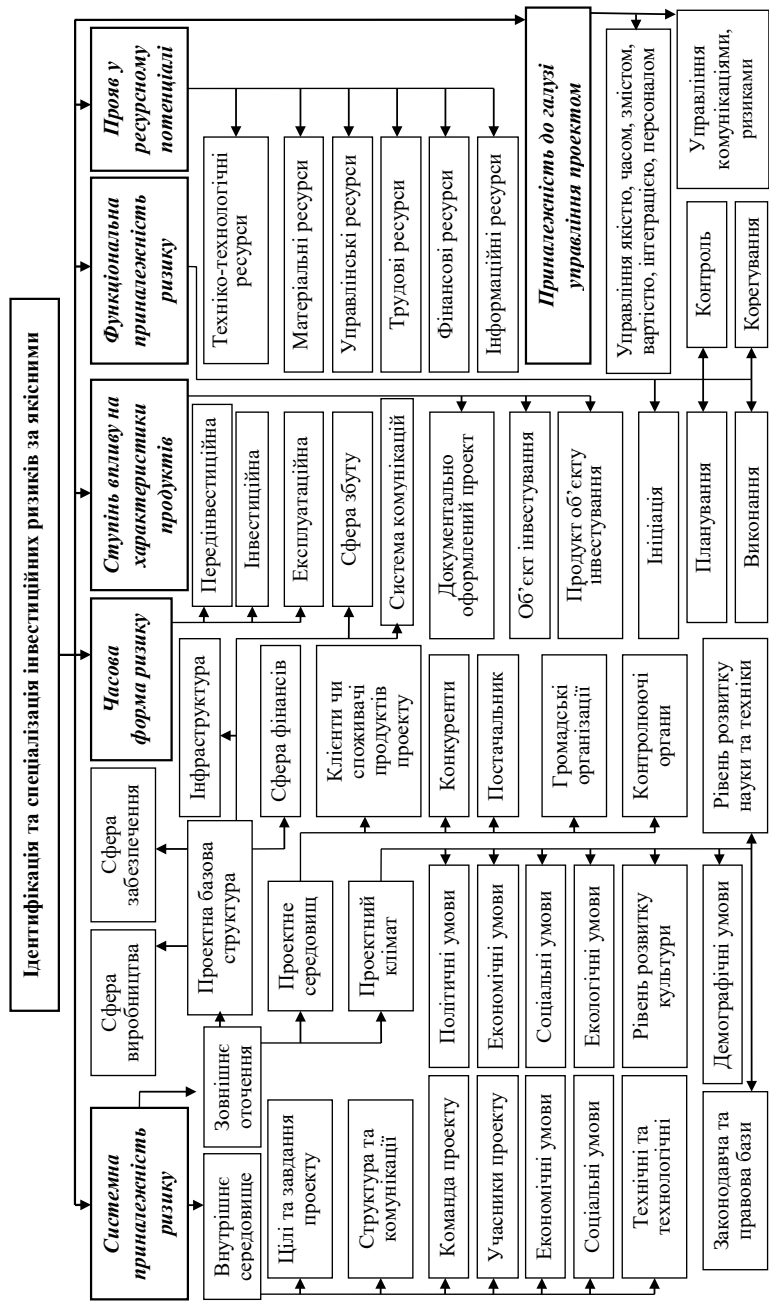 Ідентифікація та спеціалізація інвестиційних ризиків за якісними
Системна
приналежність
ризику
Часова
форма ризику
Ступінь впливу на
характеристики
продуктів
Функціональна
приналежність
ризику
Прояв у
ресурсному
потенціалі
Внутрішнє
середовище
Зовнішнє
оточення
Цілі та завдання
проекту
Структура та
комунікації
Команда проекту
Учасники проекту
Економічні умови
Соціальні умови
Технічні та
технологічні
Законодавча та
правова бази
Сфера
виробництва
Сфера
забезпечення
Проектна базова
структура
Проектне
середовищ
Проектний
клімат
Політичні умови
Економічні умови
Соціальні умови
Екологічні умови
Рівень розвитку
культури
Демографічні умови
Інфраструктура
Сфера фінансів
Клієнти чи
споживачі
продуктів
проекту
Конкуренти
Постачальник
Громадські
організації
Контролюючі
органи
Рівень розвитку
науки та техніки
Передінвестиційна
Інвестиційна
Експлуатаційна
Сфера збуту
Система комунікацій
Документально
оформлений проект
Об’єкт інвестування
Продукт об’єкту
інвестування
Ініціація
Планування
Виконання
Техніко-технологічні
ресурси
Матеріальні ресурси
Управлінські ресурси
Трудові ресурси
Фінансові ресурси
Інформаційні ресурси
Приналежність до галузі
управління проектом
Управління якістю, часом, змістом,
вартістю, інтеграцією, персоналом
Контроль
Корегування
Управління
комунікаціями,
ризиками